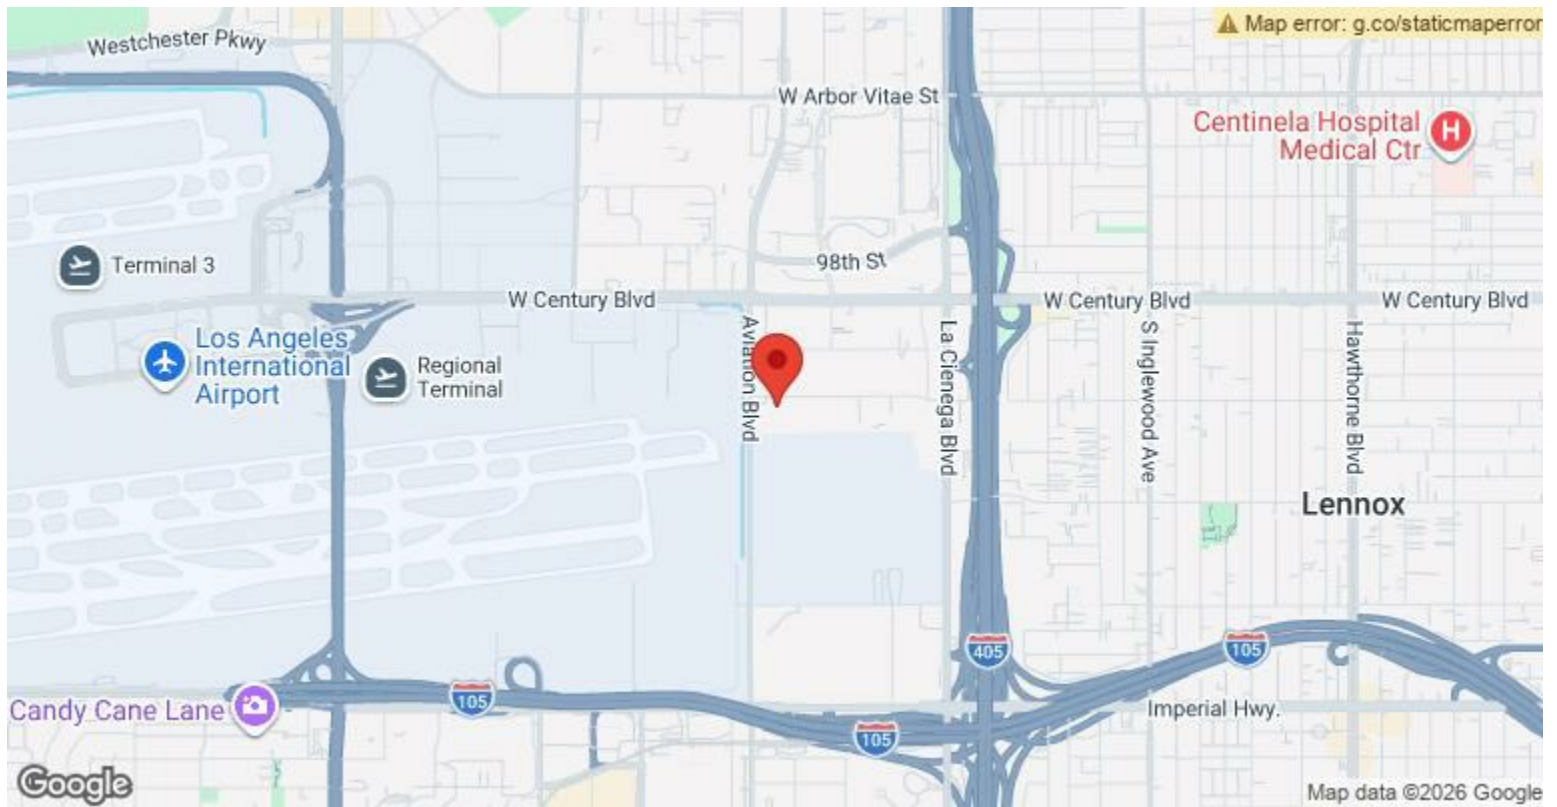 Map error: g.co/staticmaperror
Westchester Pkwy
W Arbor Vitae St
Centinela Hospital
Medical Ctr
H
Terminal 3
98th St
W Century Blvd
W Century Blvd
W Century Blvd
Los Angeles
International
Airport
Regional
Terminal
Aviation Blvd
La Cienega Blvd
S Inglewood Ave
Hawthorne Blvd
Lennox
405
105
105
105
Candy Cane Lane
Imperial Hwy.
Google
Map data ©2026 Google